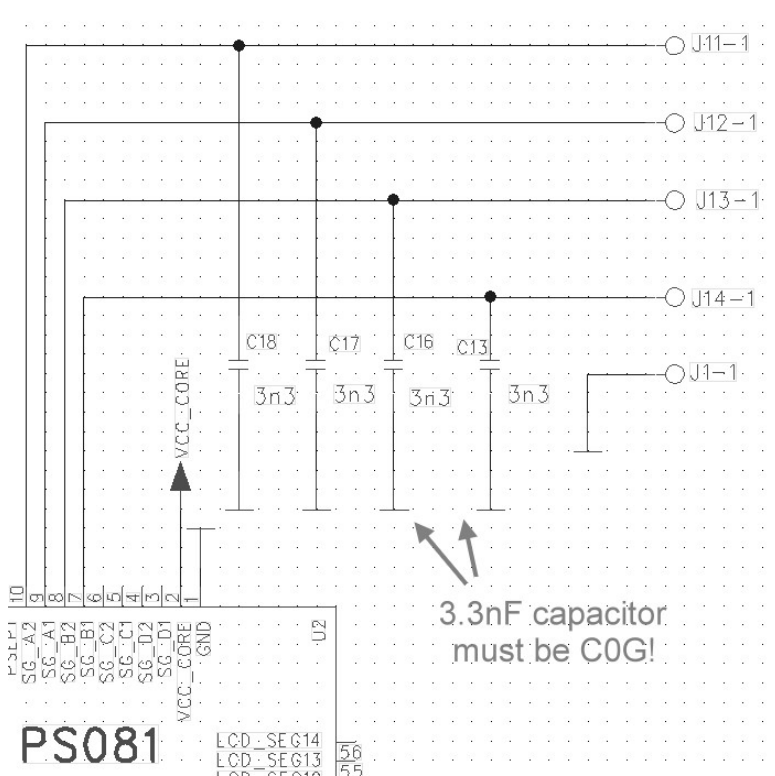 J11-1
J12-1
J13-1
J14-1
C18
C17
C16
C13
J1-1
3n3
3n3
3n3
3n3
VCC_CORE
3.3nF capacitor
must be C0G!
10
9
8
7
6
5
4
3
2
1
SG_A2
SG_A1
SG_B2
SG_B1
SG_C2
SG_C1
SG_D2
SG_D1
VCC_CORE
GND
U2
PS081
LCD_SEG14
56
LCD_SEG13
55